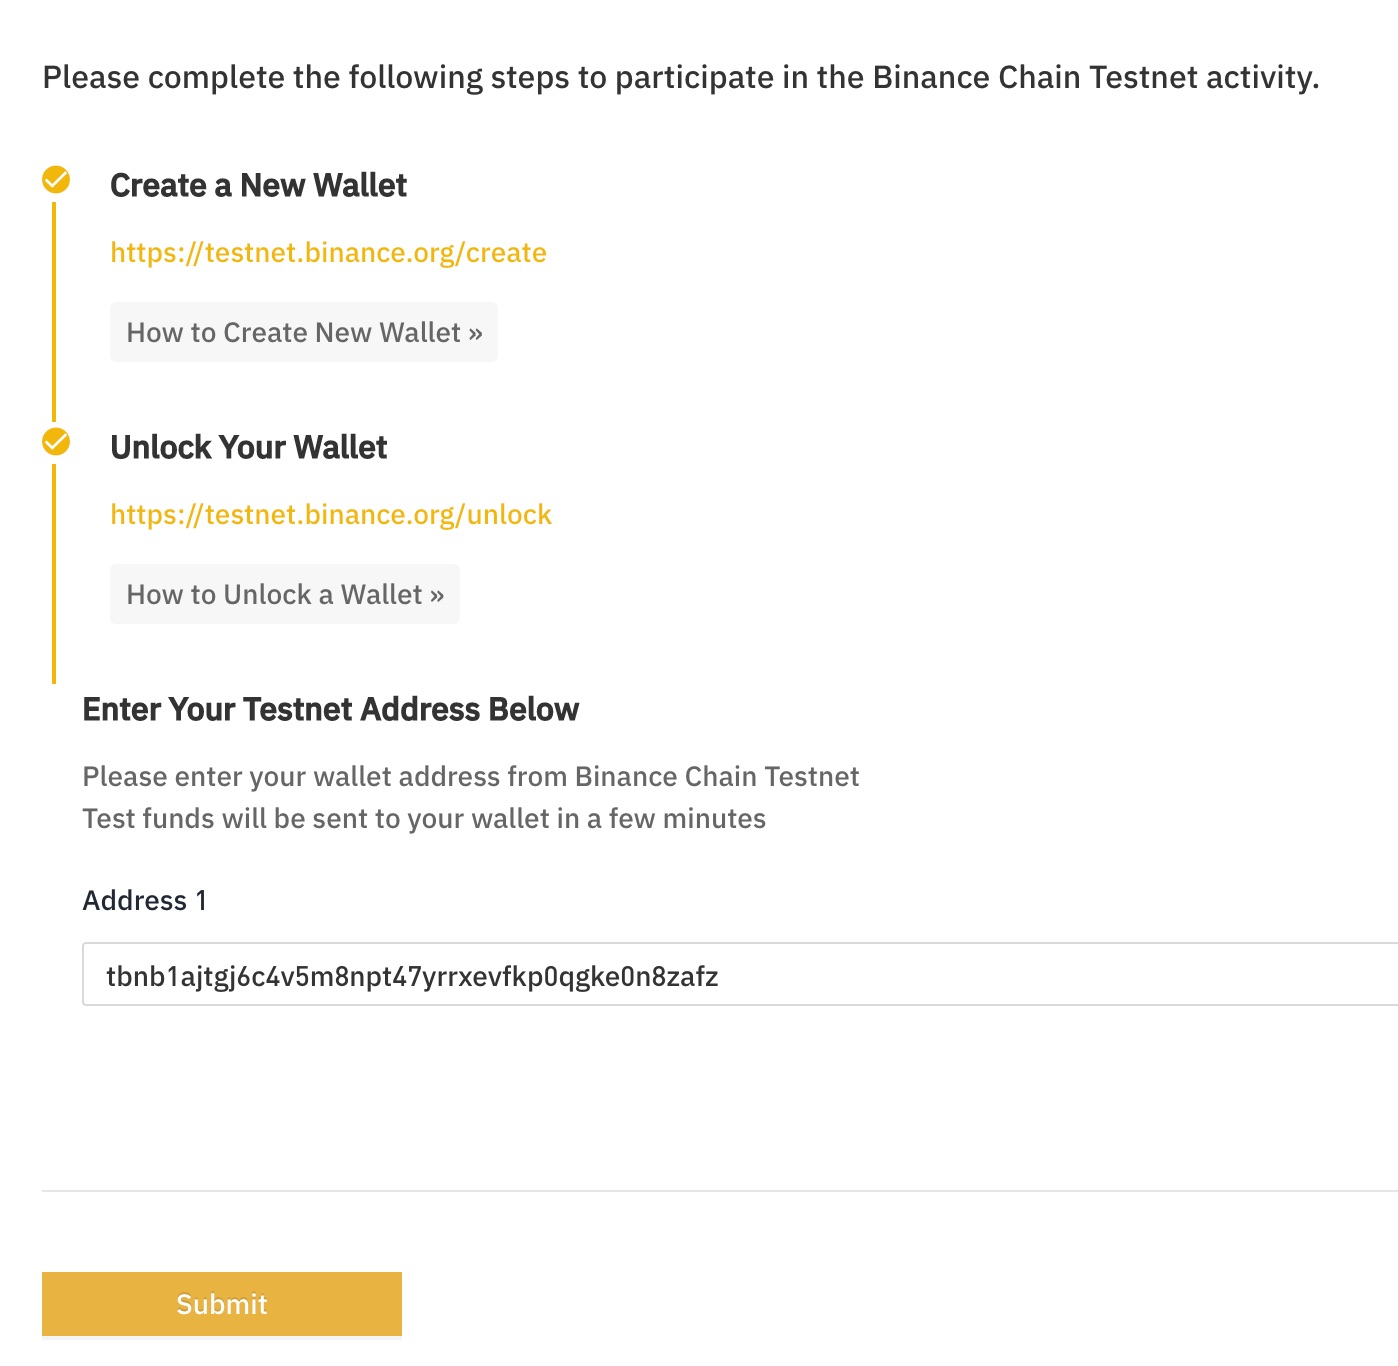 Please complete the following steps to participate in the Binance Chain Testnet activity.
Create a New Wallet
https://testnet.binance.org/create
How to Create New Wallet »
Unlock Your Wallet
https://testnet.binance.org/unlock
How to Unlock a Wallet »
Enter Your Testnet Address Below
Please enter your wallet address from Binance Chain Testnet
Test funds will be sent to your wallet in a few minutes
Address 1
tbnb1ajtgj6c4v5m8npt47yrrxevfkp0qgke0n8zafz
Submit